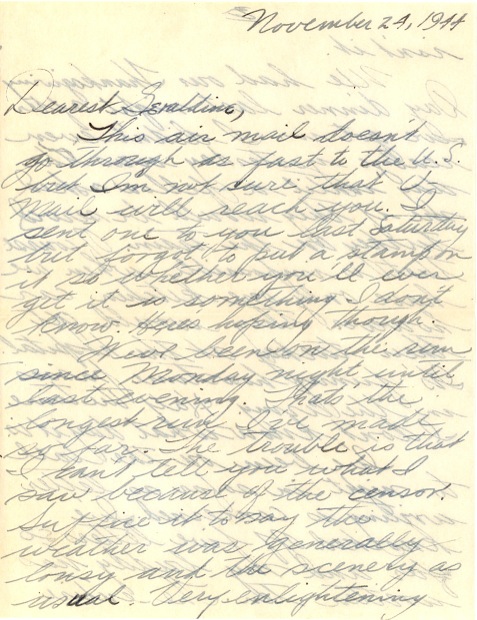 November 24, 1944
Dearest Geraldine,
This air mail doesn't
go through as fast to the U.S.
but I'm not sure that V-
Mail will reach you. I
sent one to you last Saturday
but forgot to put a stamp on
it so whether you'll ever
get it is something I don't
know. Here's hoping though.
We've been on the run
since Monday night until
last evening. That's the
longest run I've made
so far. The trouble is that
I can't tell you what I
saw because of the censor.
Suffice it to say the
weather was generally
lousy and the scenery as
usual. Very enlightening